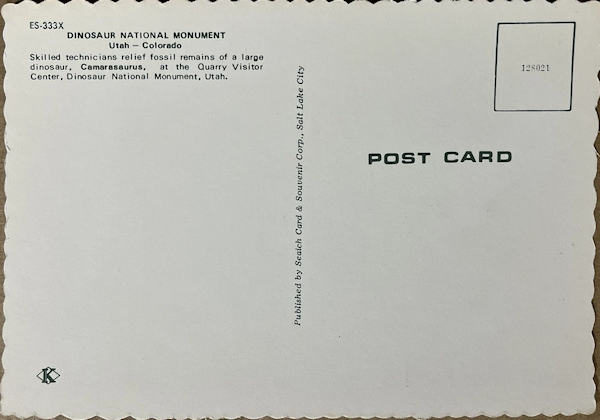 ES-333X
DINOSAUR NATIONAL MONUMENT
Utah – Colorado
Skilled technicians relief fossil remains of a large
dinosaur, Camarasaurus, at the Quarry Visitor
Center, Dinosaur National Monument, Utah.
Published by Seaich Card & Souvenir Corp., Salt Lake City
128021
POST CARD
K